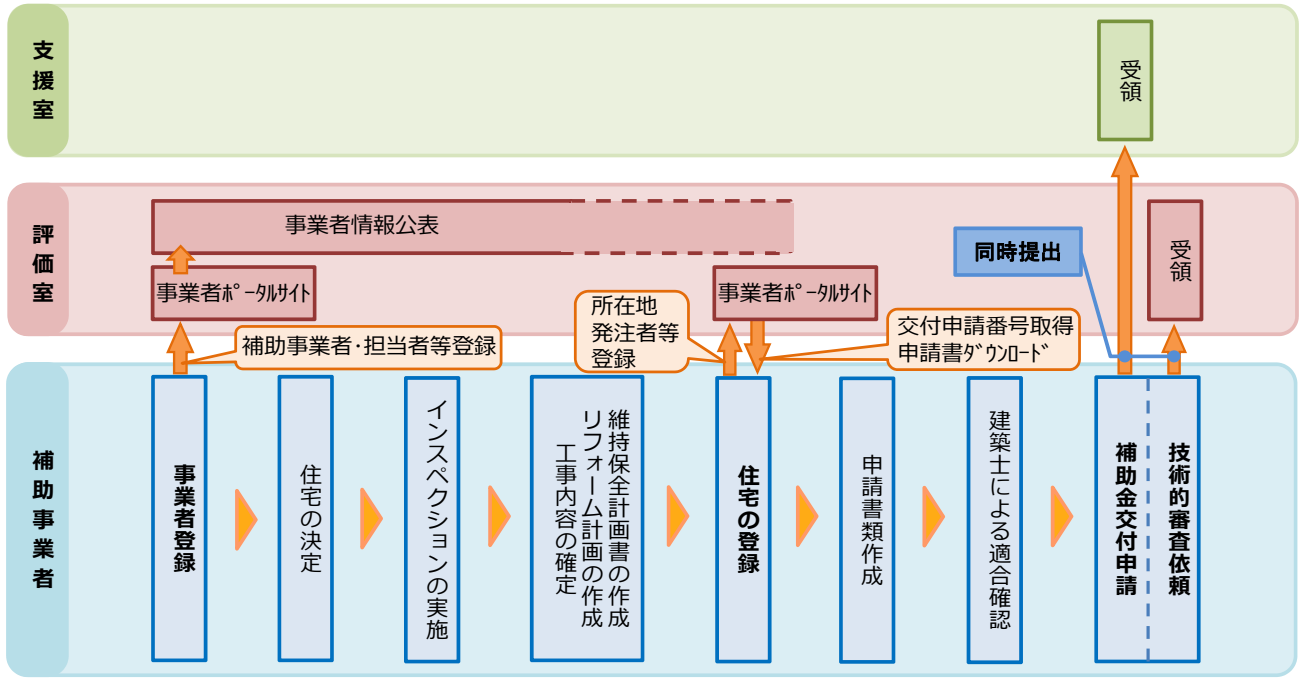 支援室
受領
評価室
事業者情報公表
事業者ﾎﾟｰﾀﾙｻｲﾄ
補助事業者・担当者等登録
所在地
発注者等
登録
事業者ﾎﾟｰﾀﾙｻｲﾄ
交付申請番号取得
申請書ﾀﾞｳﾝﾛｰﾄﾞ
同時提出
受領
補助事業者
事業者登録
住宅の決定
インスペクションの実施
維持保全計画書の作成
リフォーム計画の作成
工事内容の確定
住宅の登録
申請書類作成
建築士による適合確認
補助金交付申請
技術的審査依頼